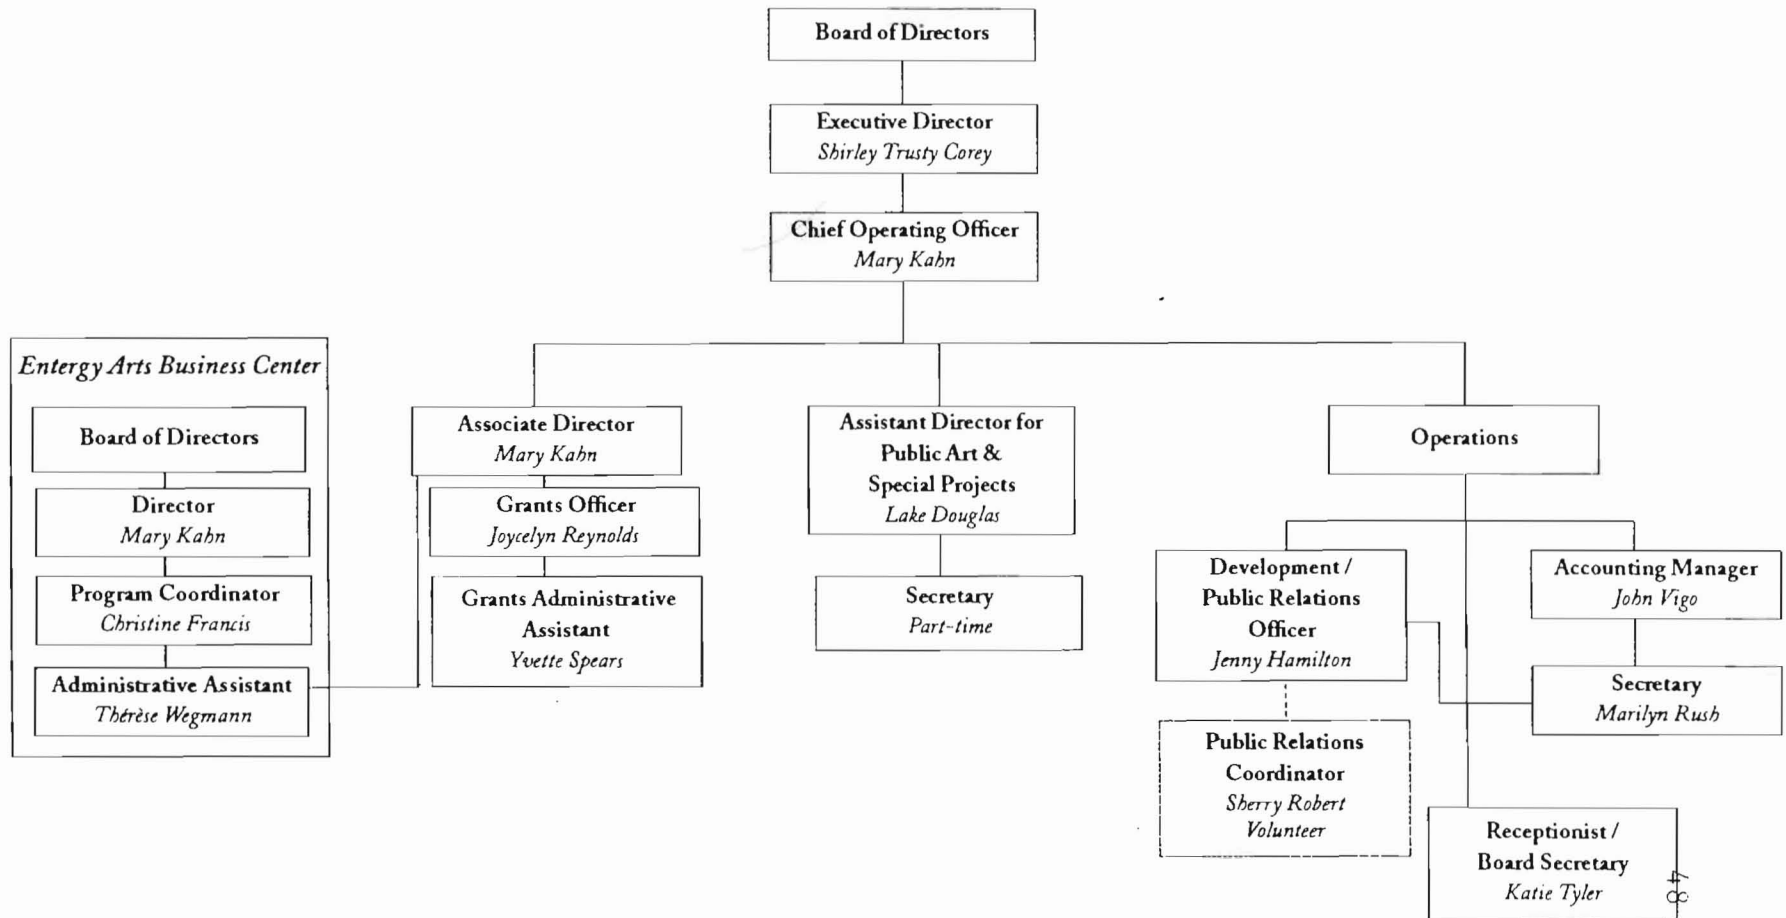 Board of Directors
Executive Director
Shirley Trusty Corey
Chief Operating Officer
Mary Kahn
Entergy Arts Business Center
Board of Directors
Director
Mary Kahn
Program Coordinator
Christine Francis
Administrative Assistant
Thérèse Wegmann
Associate Director
Mary Kahn
Grants Officer
Joycelyn Reynolds
Grants Administrative
Assistant
Yvette Spears
Assistant Director for
Public Art &
Special Projects
Lake Douglas
Secretary
Part-time
Operations
Development /
Public Relations
Officer
Jenny Hamilton
Public Relations
Coordinator
Sherry Robert
Volunteer
Accounting Manager
John Vigo
Secretary
Marilyn Rush
Receptionist /
Board Secretary
Katie Tyler
48